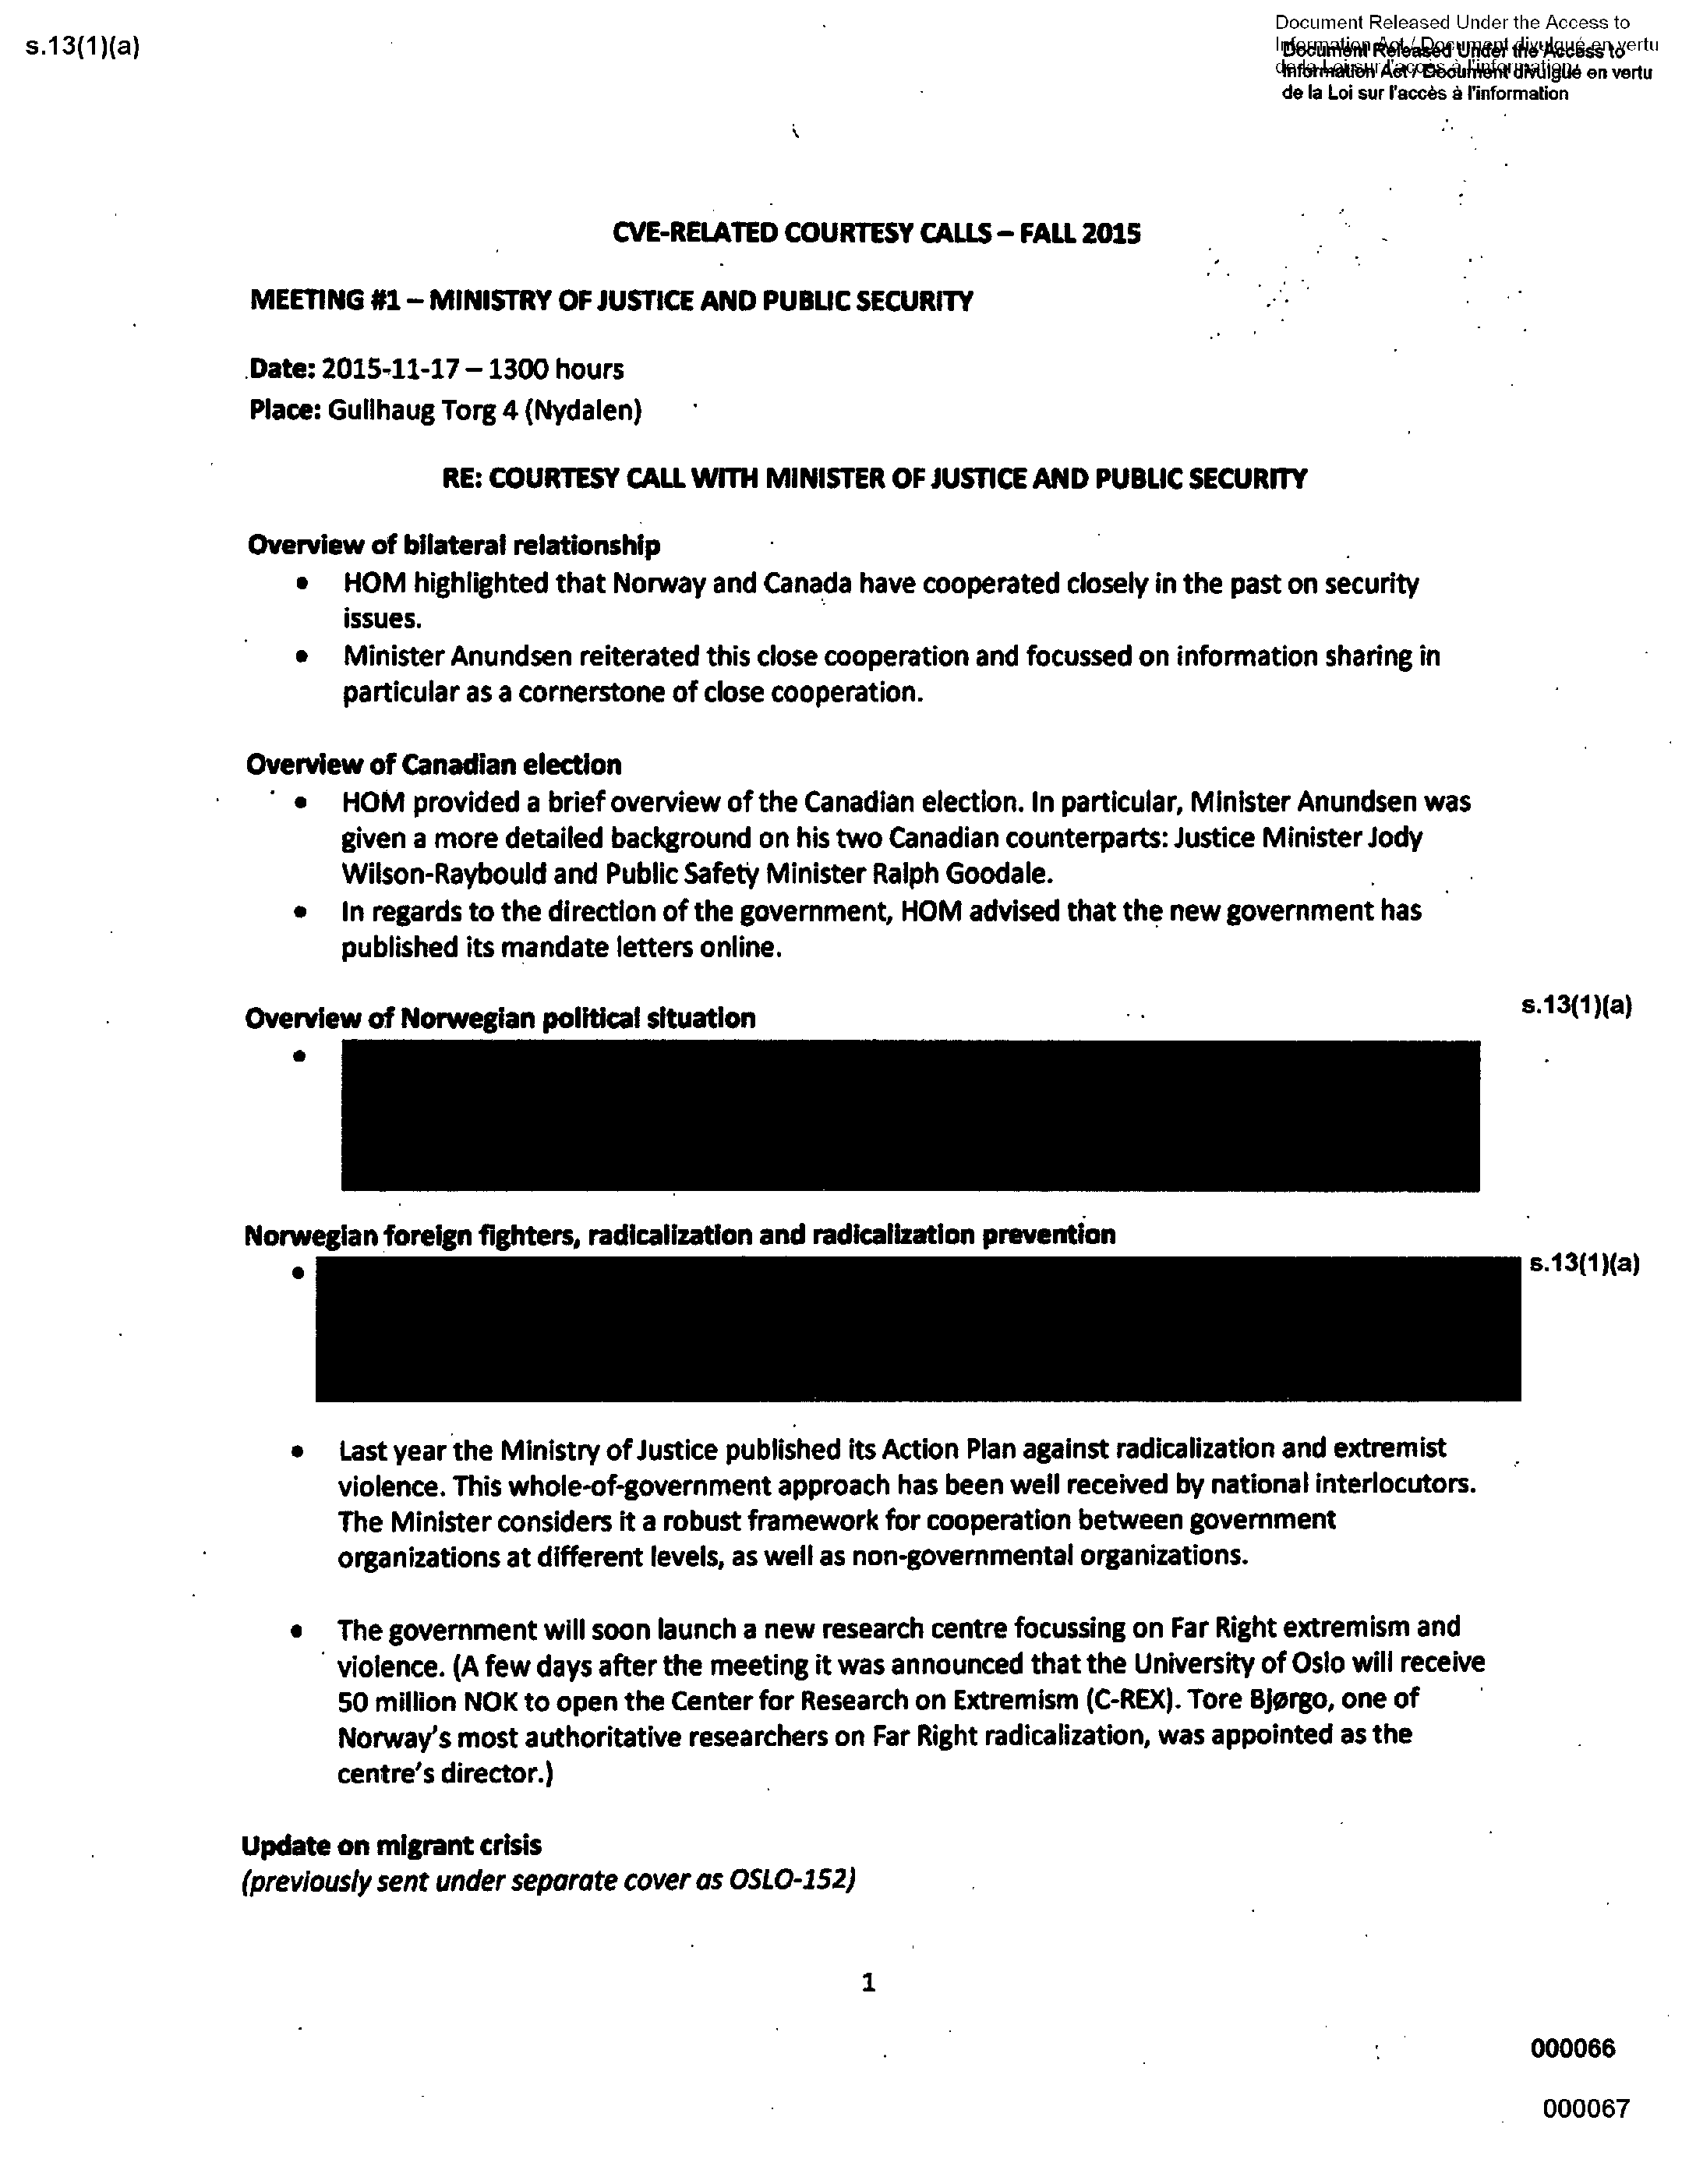 s.13(1)(a)
Document Released Under the Access to
Information Act / Document divulgué en vertu
de la Loi sur l'accès à l'information
Document Released Under the Access to
Information Act / Document divulgué en vertu
de la Loi sur l'accès à l'information
CVE-RELATED COURTESY CALLS – FALL 2015
MEETING #1 – MINISTRY OF JUSTICE AND PUBLIC SECURITY
Date: 2015-11-17 – 1300 hours
Place: Gullhaug Torg 4 (Nydalen)
RE: COURTESY CALL WITH MINISTER OF JUSTICE AND PUBLIC SECURITY
Overview of bilateral relationship
• HOM highlighted that Norway and Canada have cooperated closely in the past on security
issues.
• Minister Anundsen reiterated this close cooperation and focussed on information sharing in
particular as a cornerstone of close cooperation.
Overview of Canadian election
• HOM provided a brief overview of the Canadian election. In particular, Minister Anundsen was
given a more detailed background on his two Canadian counterparts: Justice Minister Jody
Wilson-Raybould and Public Safety Minister Ralph Goodale.
• In regards to the direction of the government, HOM advised that the new government has
published its mandate letters online.
Overview of Norwegian political situation
s.13(1)(a)
•
Norwegian foreign fighters, radicalization and radicalization prevention
s.13(1)(a)
•
• Last year the Ministry of Justice published its Action Plan against radicalization and extremist
violence. This whole-of-government approach has been well received by national interlocutors.
The Minister considers it a robust framework for cooperation between government
organizations at different levels, as well as non-governmental organizations.
• The government will soon launch a new research centre focussing on Far Right extremism and
violence. (A few days after the meeting it was announced that the University of Oslo will receive
50 million NOK to open the Center for Research on Extremism (C-REX). Tore Bjørgo, one of
Norway's most authoritative researchers on Far Right radicalization, was appointed as the
centre's director.)
Update on migrant crisis
(previously sent under separate cover as OSLO-152)
1
000066
000067